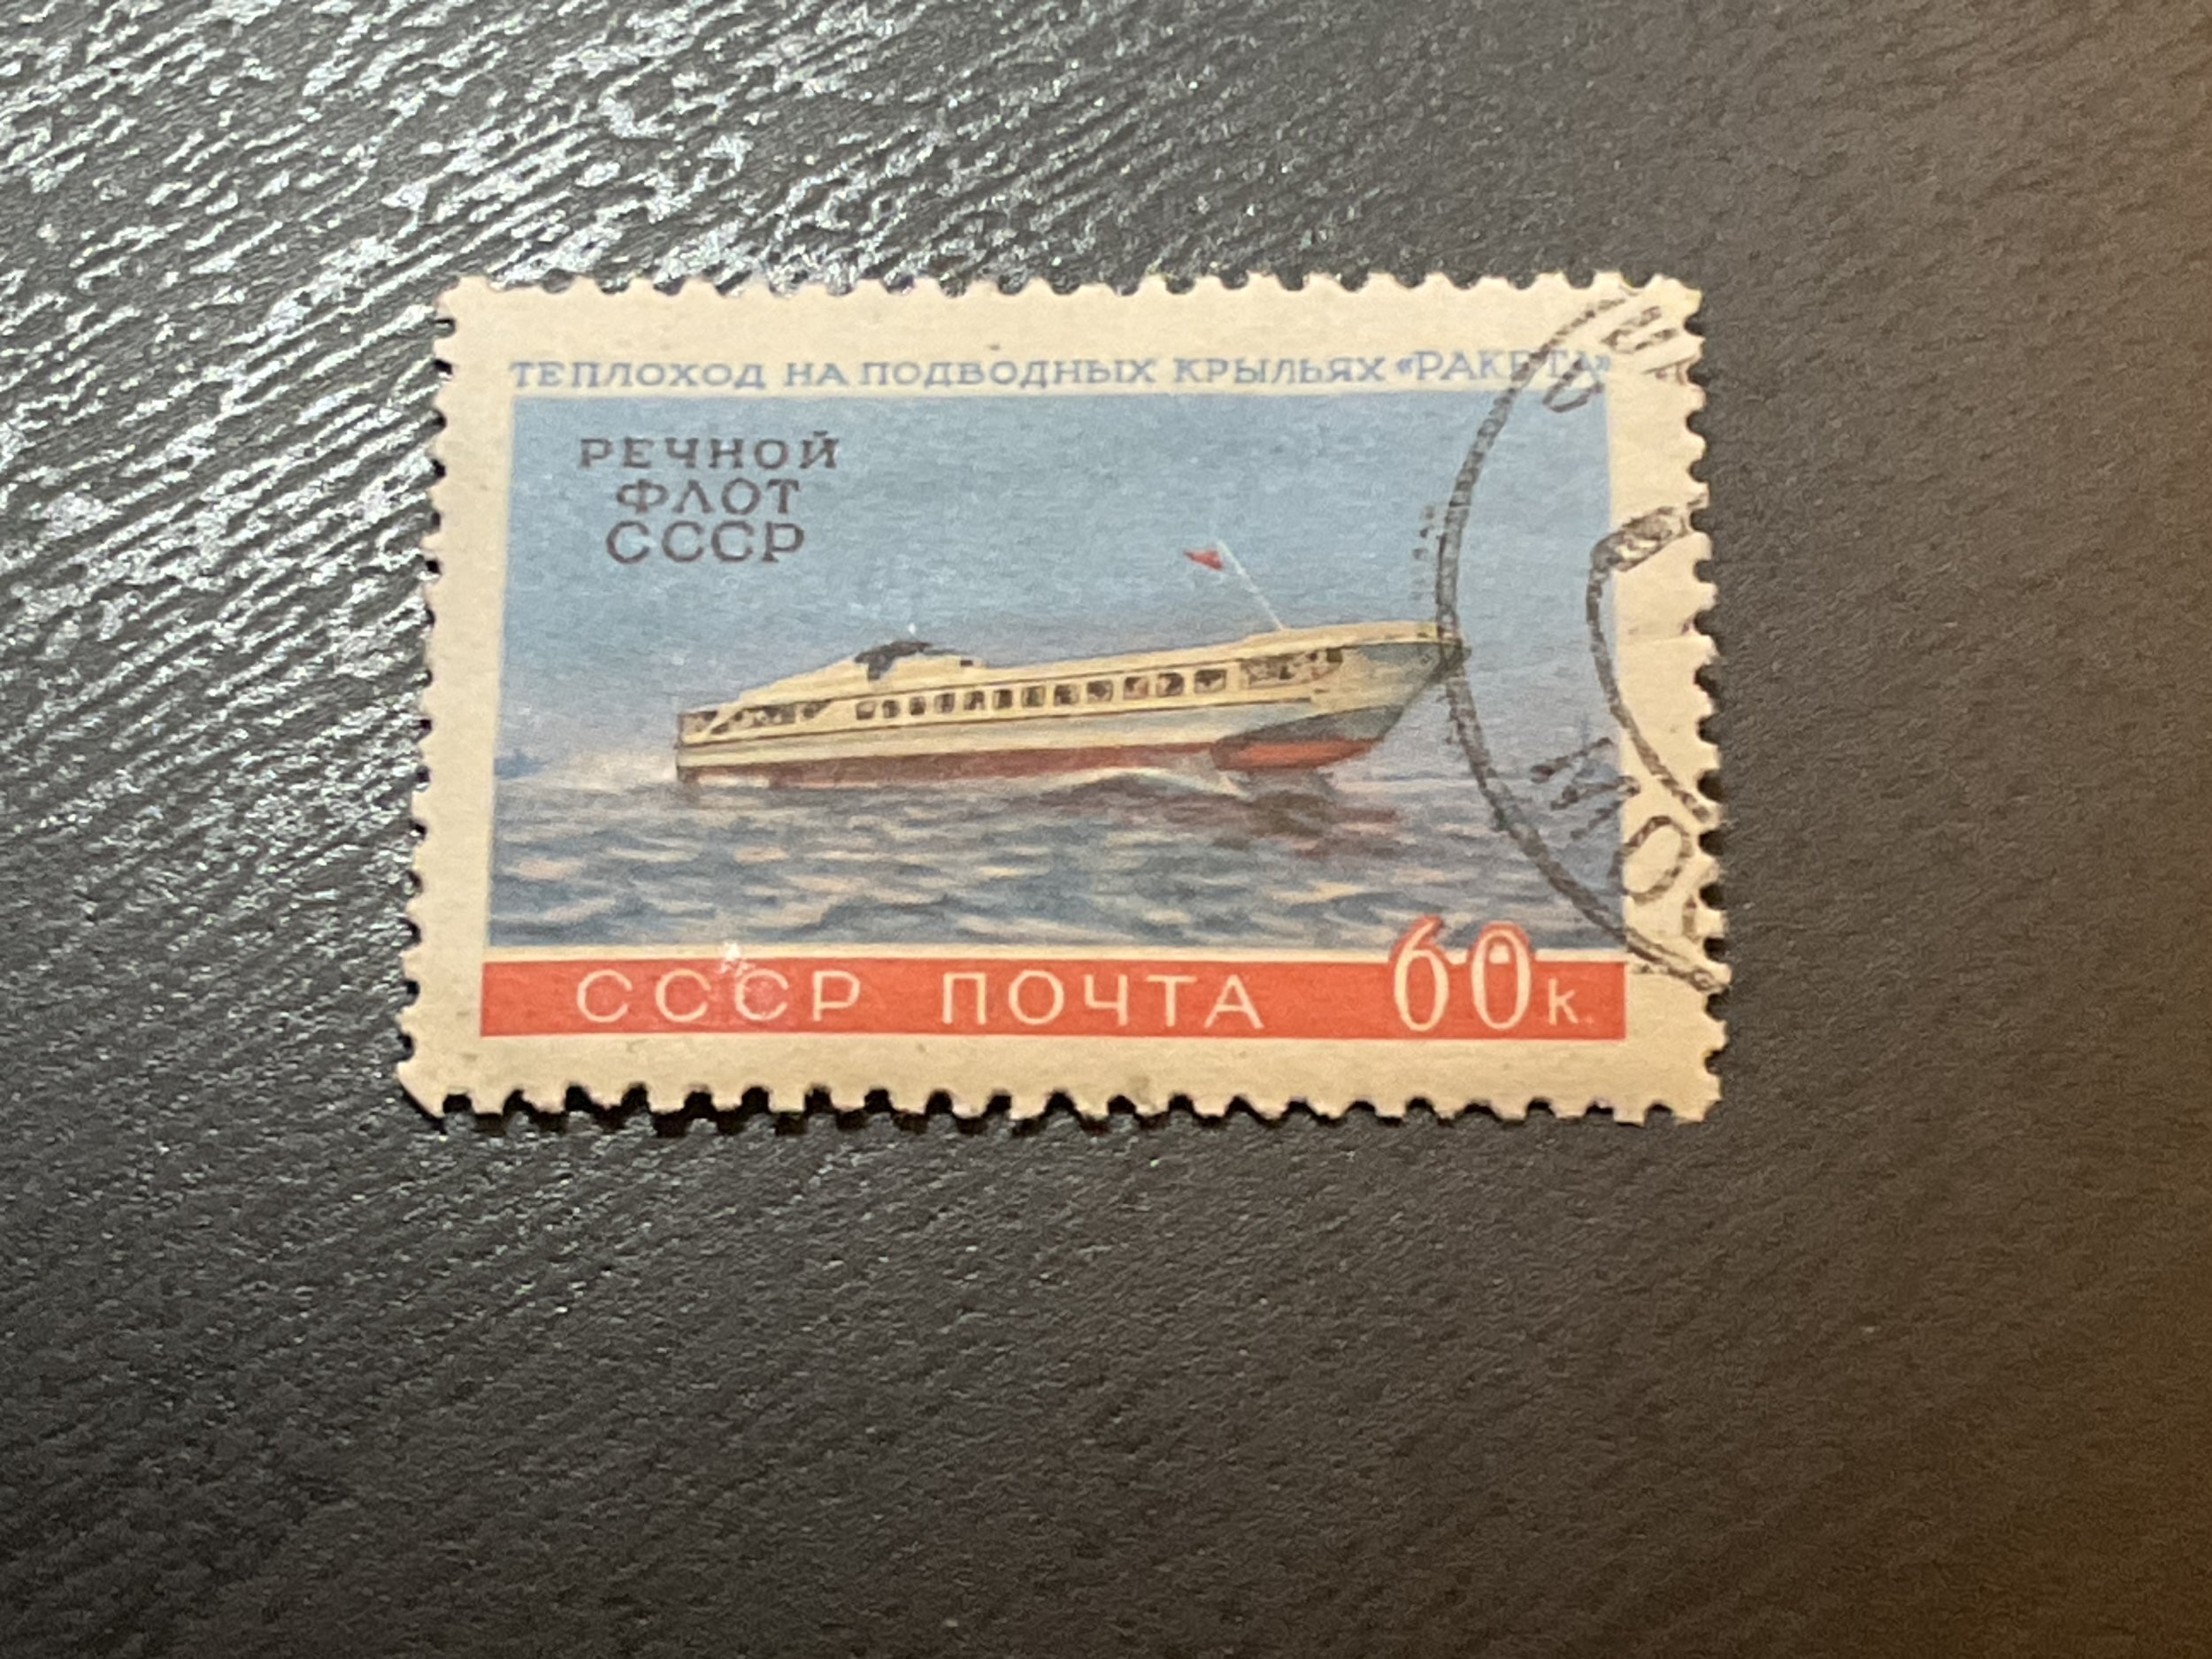 ТЕПЛОХОД НА ПОДВОДНЫХ КРЫЛЬЯХ «РАКЕТА»
РЕЧНОЙ
ФЛОТ
СССР
СССР ПОЧТА 60к.